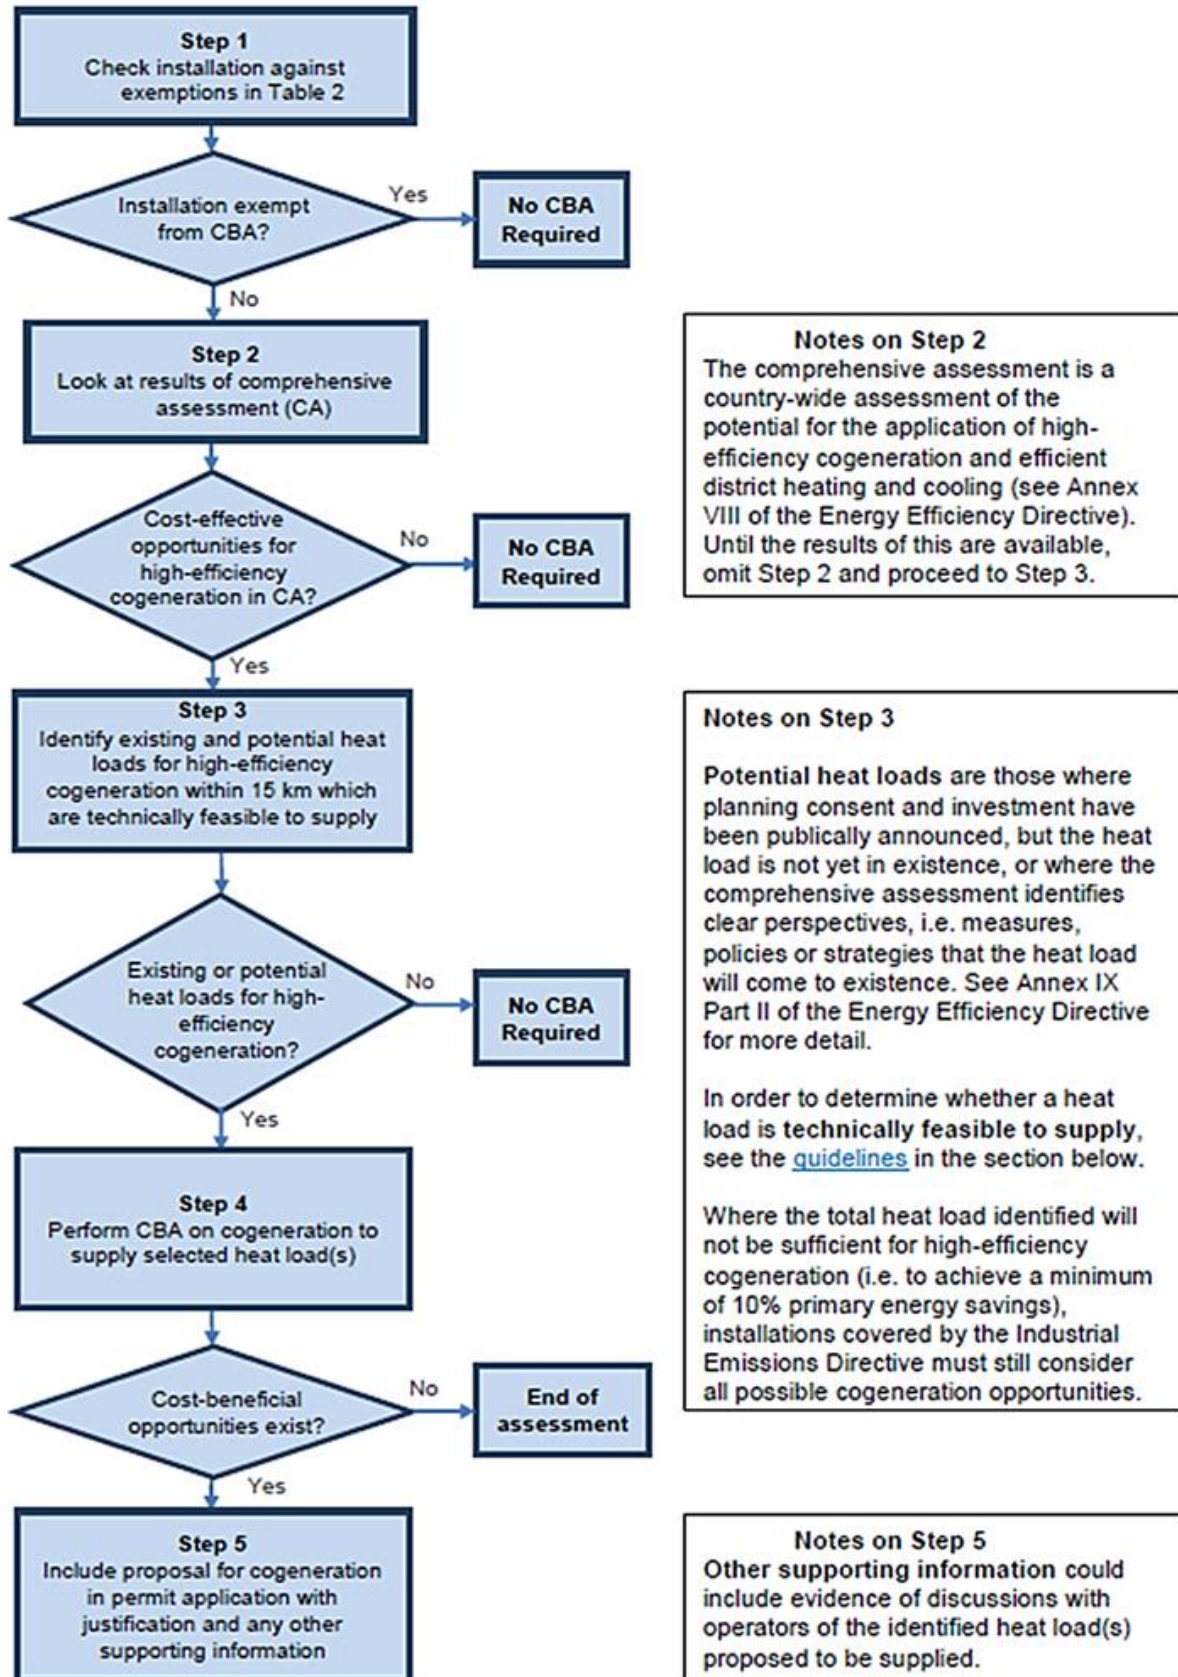 Step 1
Check installation against
exemptions in Table 2
Installation exempt
from CBA?
Yes
No CBA
Required
No
Step 2
Look at results of comprehensive
assessment (CA)
Cost-effective
opportunities for
high-efficiency
cogeneration in CA?
No
No CBA
Required
Yes
Notes on Step 2
The comprehensive assessment is a
country-wide assessment of the
potential for the application of high-
efficiency cogeneration and efficient
district heating and cooling (see Annex
VIII of the Energy Efficiency Directive).
Until the results of this are available,
omit Step 2 and proceed to Step 3.
Step 3
Identify existing and potential heat
loads for high-efficiency
cogeneration within 15 km which
are technically feasible to supply
Existing or potential
heat loads for high-
efficiency
cogeneration?
No
No CBA
Required
Yes
Notes on Step 3
Potential heat loads are those where
planning consent and investment have
been publically announced, but the heat
load is not yet in existence, or where the
comprehensive assessment identifies
clear perspectives, i.e. measures,
policies or strategies that the heat load
will come to existence. See Annex IX
Part II of the Energy Efficiency Directive
for more detail.
In order to determine whether a heat
load is technically feasible to supply,
see the guidelines in the section below.
Where the total heat load identified will
not be sufficient for high-efficiency
cogeneration (i.e. to achieve a minimum
of 10% primary energy savings),
installations covered by the Industrial
Emissions Directive must still consider
all possible cogeneration opportunities.
Step 4
Perform CBA on cogeneration to
supply selected heat load(s)
Cost-beneficial
opportunities exist?
No
End of
assessment
Yes
Step 5
Include proposal for cogeneration
in permit application with
justification and any other
supporting information
Notes on Step 5
Other supporting information could
include evidence of discussions with
operators of the identified heat load(s)
proposed to be supplied.